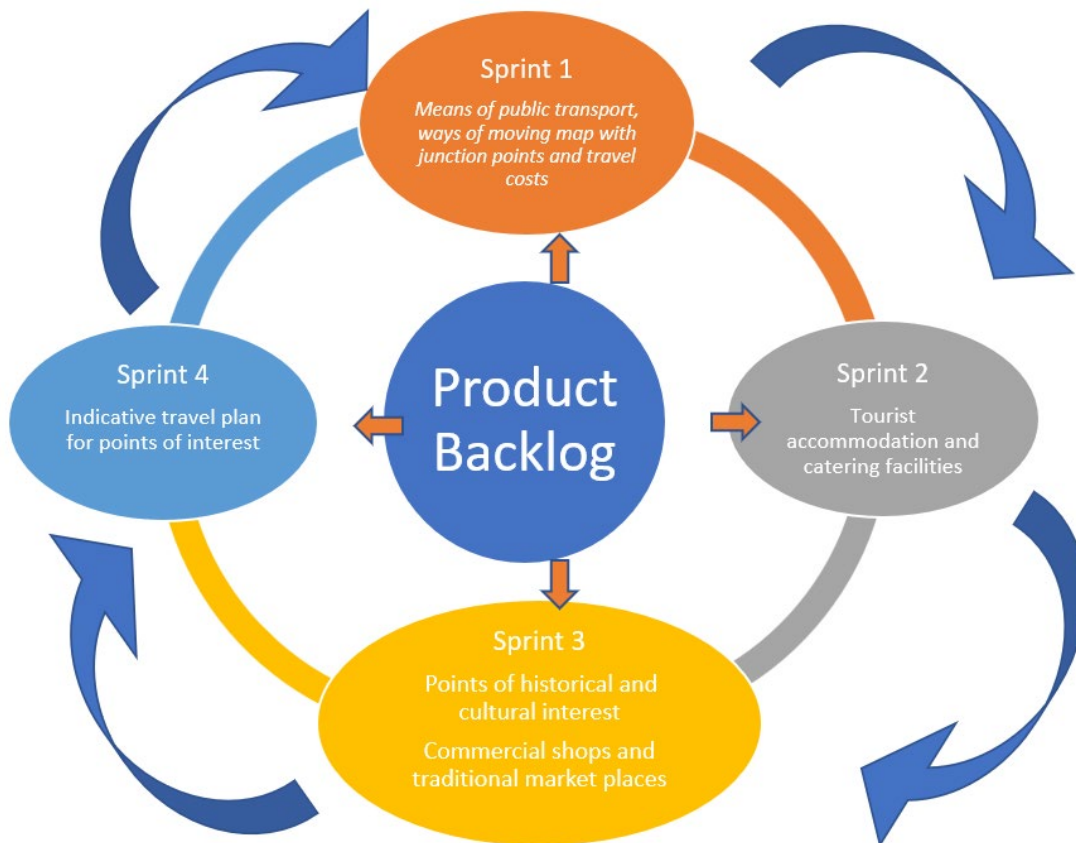 Sprint 1
Means of public transport,
ways of moving map with
junction points and travel
costs
Sprint 4
Indicative travel plan
for points of interest
Product
Backlog
Sprint 2
Tourist
accommodation and
catering facilities
Sprint 3
Points of historical and
cultural interest
Commercial shops and
traditional market places